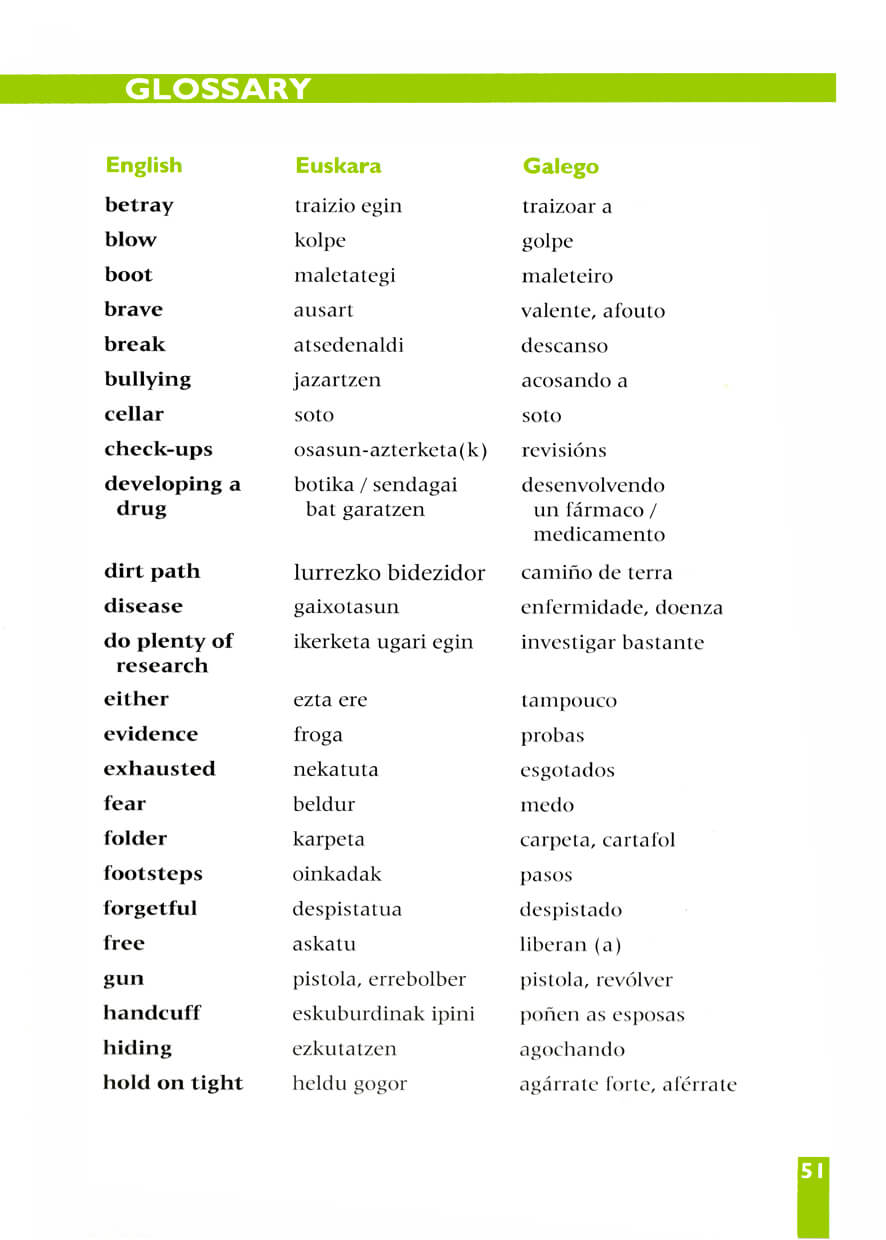 GLOSSARY
English Euskara Galego
betray traizio egin traizoar a
blow kolpe golpe
boot maletategi maleteiro
brave ausart valente, afouto
break atsedenaldi descanso
bullying jazartzen acosando a
cellar soto soto
check-ups osasun-azterketa(k) revisións
developing a botika / sendagai desenvolvendo
drug bat garatzen un fármaco /
medicamento
dirt path lurrezko bidezidor camiño de terra
disease gaixotasun enfermidade, doenza
do plenty of ikerketa ugari egin investigar bastante
research
either ezta ere tampouco
evidence froga probas
exhausted nekatuta esgotados
fear beldur medo
folder karpeta carpeta, cartafol
footsteps oinkadak pasos
forgetful despistatua despistado
free askatu liberan (a)
gun pistola, errebolber pistola, revólver
handcuff eskuburdinak ipini poñen as esposas
hiding ezkutatzen agochando
hold on tight heldu gogor agárrate forte, aférrate
51